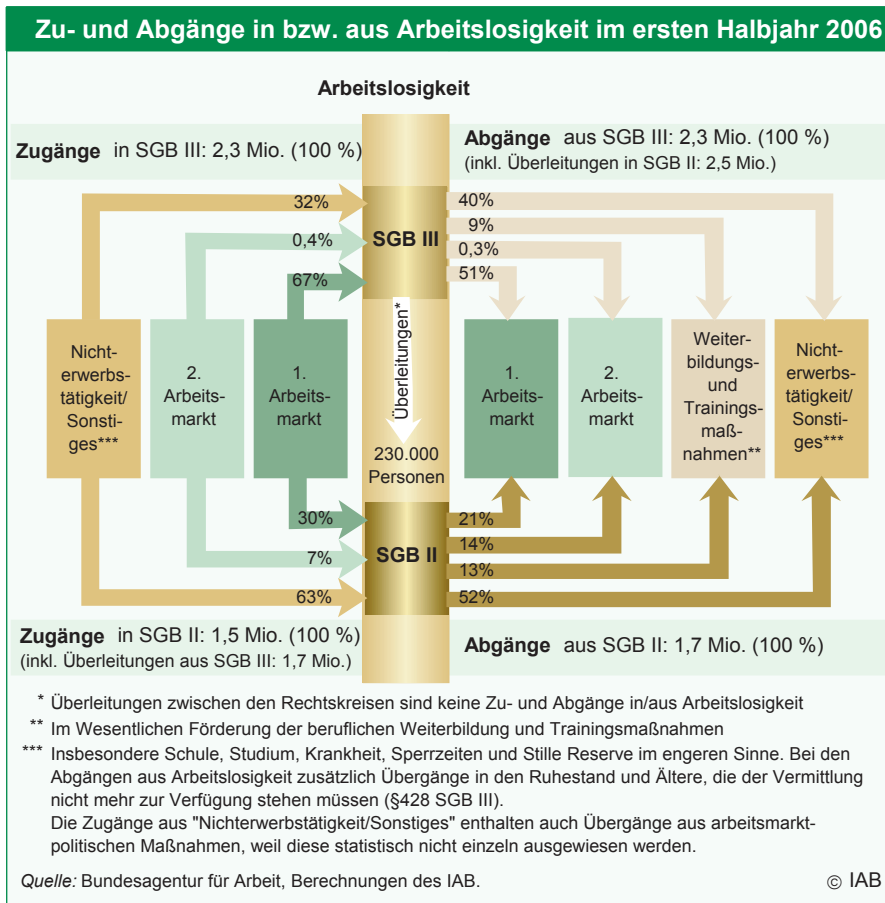 Zu- und Abgänge in bzw. aus Arbeitslosigkeit im ersten Halbjahr 2006
Arbeitslosigkeit
Zugänge in SGB III: 2,3 Mio. (100 %)
Abgänge aus SGB III: 2,3 Mio. (100 %)
(inkl. Überleitungen in SGB II: 2,5 Mio.)
32%
0,4%
67%
SGB III
40%
9%
0,3%
51%
Nicht-
erwerbs-
tätigkeit/
Sonsti-
ges***
2.
Arbeits-
markt
1.
Arbeits-
markt
Überleitungen*
230.000
Personen
1.
Arbeits-
markt
2.
Arbeits-
markt
Weiter-
bildungs-
und
Trainings-
maß-
nahmen**
Nicht-
erwerbs-
tätigkeit/
Sonsti-
ges***
30%
7%
63%
SGB II
21%
14%
13%
52%
Zugänge in SGB II: 1,5 Mio. (100 %)
(inkl. Überleitungen aus SGB III: 1,7 Mio.)
Abgänge aus SGB II: 1,7 Mio. (100 %)
* Überleitungen zwischen den Rechtskreisen sind keine Zu- und Abgänge in/aus Arbeitslosigkeit
** Im Wesentlichen Förderung der beruflichen Weiterbildung und Trainingsmaßnahmen
*** Insbesondere Schule, Studium, Krankheit, Sperrzeiten und Stille Reserve im engeren Sinne. Bei den
Abgängen aus Arbeitslosigkeit zusätzlich Übergänge in den Ruhestand und Ältere, die der Vermittlung
nicht mehr zur Verfügung stehen müssen (§428 SGB III).
Die Zugänge aus "Nichterwerbstätigkeit/Sonstiges" enthalten auch Übergänge aus arbeitsmarkt-
politischen Maßnahmen, weil diese statistisch nicht einzeln ausgewiesen werden.
Quelle: Bundesagentur für Arbeit, Berechnungen des IAB.
© IAB